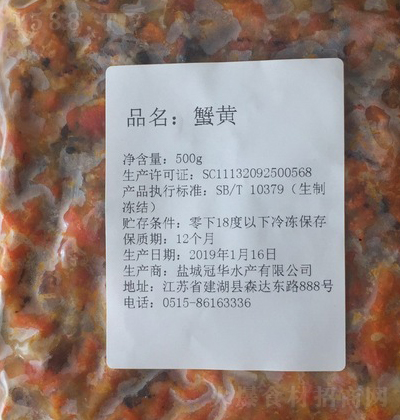 品名：蟹黄
净含量：500g
生产许可证：SC11132092500568
产品执行标准：SB/T 10379（生制
冻结）
贮存条件：零下18度以下冷冻保存
保质期：12个月
生产日期：2019年1月16日
生产商：盐城冠华水产有限公司
地址：江苏省建湖县森达东路888号
电话：0515-86163336
食材招商网